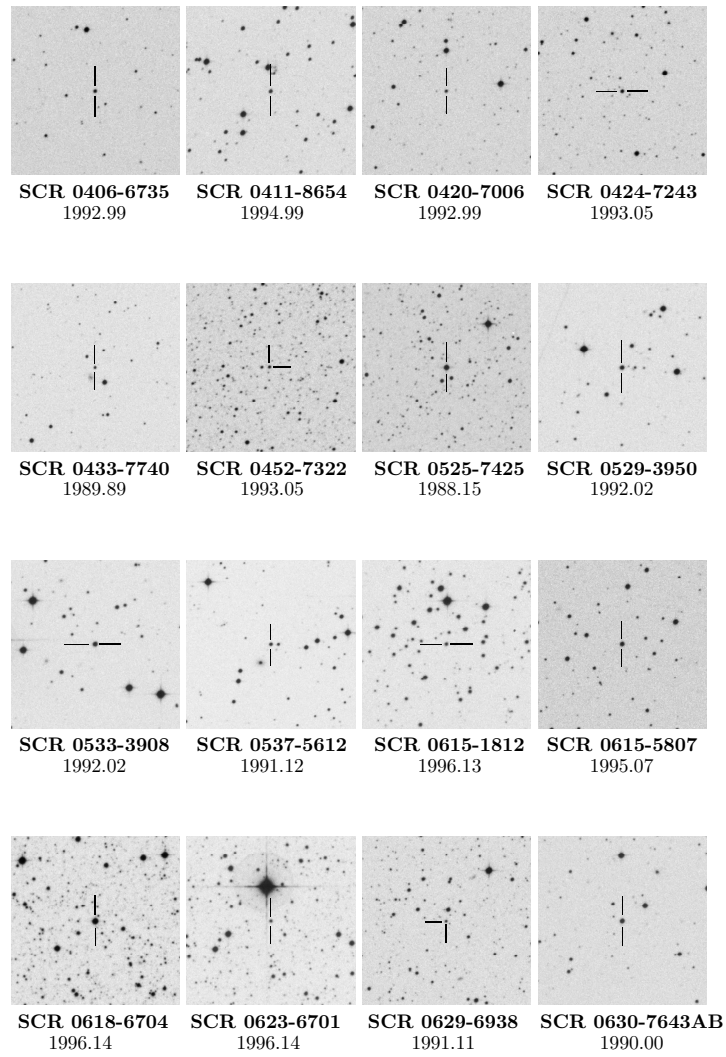 SCR 0406-6735 SCR 0411-8654 SCR 0420-7006 SCR 0424-7243
1992.99 1994.99 1992.99 1993.05
SCR 0433-7740 SCR 0452-7322 SCR 0525-7425 SCR 0529-3950
1989.89 1993.05 1988.15 1992.02
SCR 0533-3908 SCR 0537-5612 SCR 0615-1812 SCR 0615-5807
1992.02 1991.12 1996.13 1995.07
SCR 0618-6704 SCR 0623-6701 SCR 0629-6938 SCR 0630-7643AB
1996.14 1996.14 1991.11 1990.00